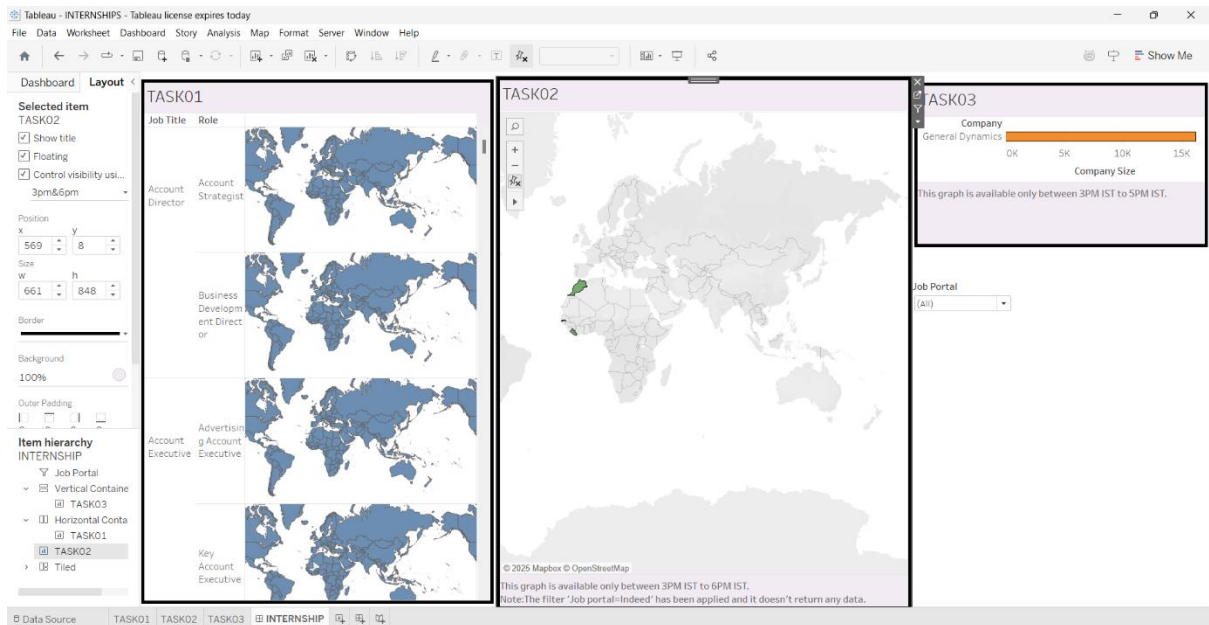 Tableau - INTERNSHIPS - Tableau license expires today
File Data Worksheet Dashboard Story Analysis Map Format Server Window Help
Show Me
Dashboard Layout
Selected item
TASK02
Show title
Floating
Control visibility usi...
3pm&6pm
Position
x y
569 8
Size
w h
661 848
Border
Background
100%
Outer Padding
Item hierarchy
INTERNSHIP
Job Portal
Vertical Containe
TASK03
Horizontal Conta
TASK01
TASK02
Tiled
TASK01
Job Title Role
Account
Director
Account
Strategist
Business
Developm
ent Direct
or
Account
Executive
Advertisin
g Account
Executive
Key
Account
Executive
TASK02
© 2025 Mapbox © OpenStreetMap
This graph is available only between 3PM IST to 6PM IST.
Note:The filter 'Job portal=Indeed' has been applied and it doesn't return any data.
TASK03
Company
General Dynamics
0K 5K 10K 15K
Company Size
This graph is available only between 3PM IST to 5PM IST.
Job Portal
(All)
Data Source TASK01 TASK02 TASK03 INTERNSHIP